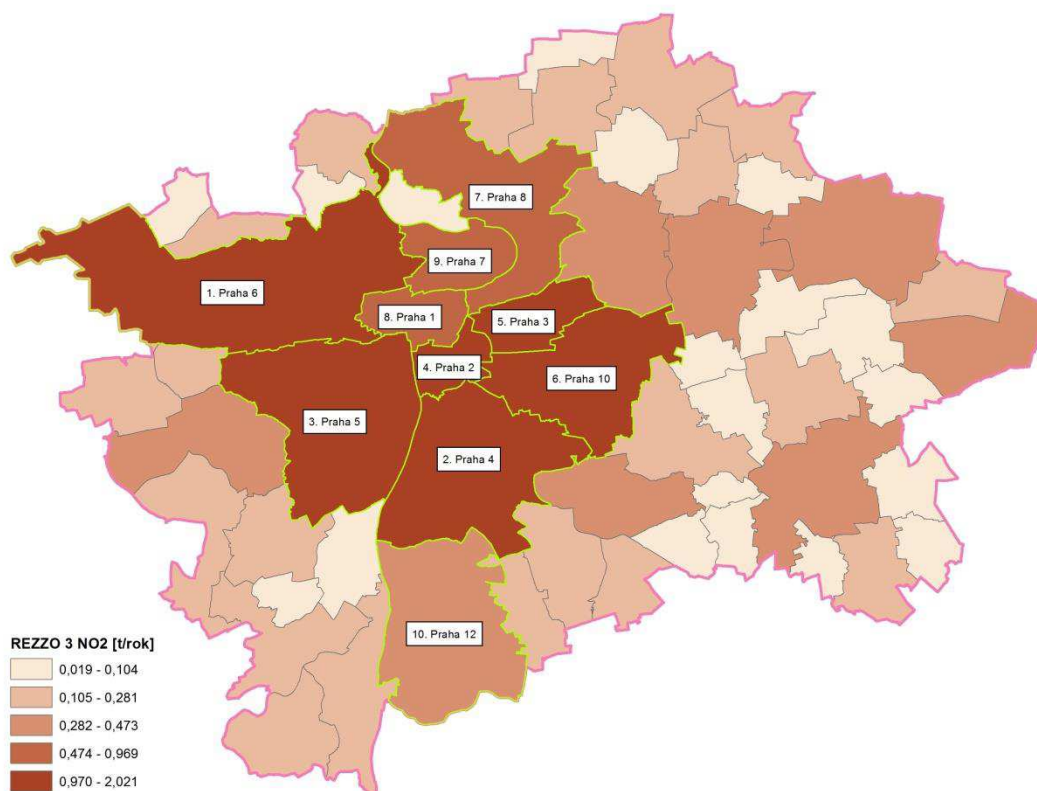 7. Praha 8
9. Praha 7
1. Praha 6
8. Praha 1
5. Praha 3
4. Praha 2
6. Praha 10
3. Praha 5
2. Praha 4
10. Praha 12
REZZO 3 NO2 [t/rok]
0,019 - 0,104
0,105 - 0,281
0,282 - 0,473
0,474 - 0,969
0,970 - 2,021